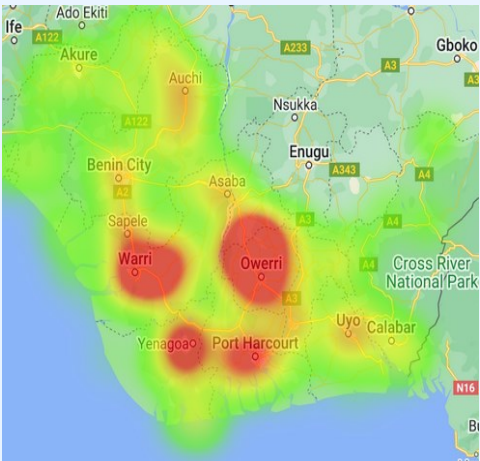 Ado Ekiti
Ife
A122
Akure
A233
Gboko
A3
A3
Auchi
Nsukka
A122
Enugu
Benin City
A343
A4
A2
Asaba
Sapele
A3
A4
Warri
Owerri
A4
Cross River
National Park
A3
Uyo
Calabar
Yenagoa
Port Harcourt
N16